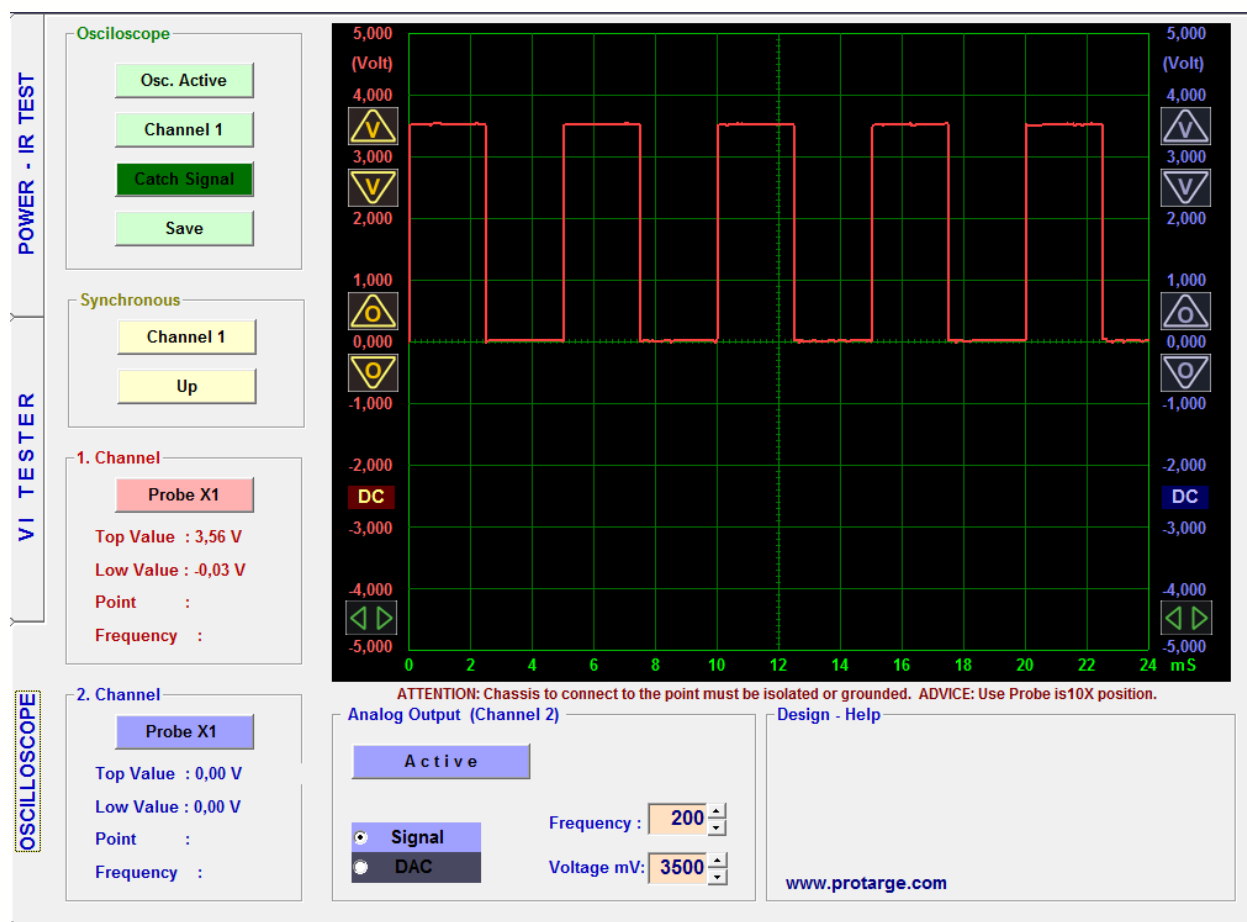 POWER - IR TEST
VI TESTER
OSCILLOSCOPE
Osciloscope
Osc. Active
Channel 1
Catch Signal
Save
Synchronous
Channel 1
Up
1. Channel
Probe X1
Top Value : 3,56 V
Low Value : -0,03 V
Point :
Frequency :
2. Channel
Probe X1
Top Value : 0,00 V
Low Value : 0,00 V
Point :
Frequency :
5,000
(Volt)
4,000
V
3,000
V
2,000
1,000
O
0,000
O
-1,000
-2,000
DC
-3,000
-4,000
-5,000
0 2 4 6 8 10 12 14 16 18 20 22 24 mS
5,000
(Volt)
4,000
V
3,000
V
2,000
1,000
O
0,000
O
-1,000
-2,000
DC
-3,000
-4,000
-5,000
ATTENTION: Chassis to connect to the point must be isolated or grounded. ADVICE: Use Probe is10X position.
Analog Output (Channel 2)
Active
Signal
DAC
Frequency : 200
Voltage mV: 3500
Design - Help
www.protarge.com